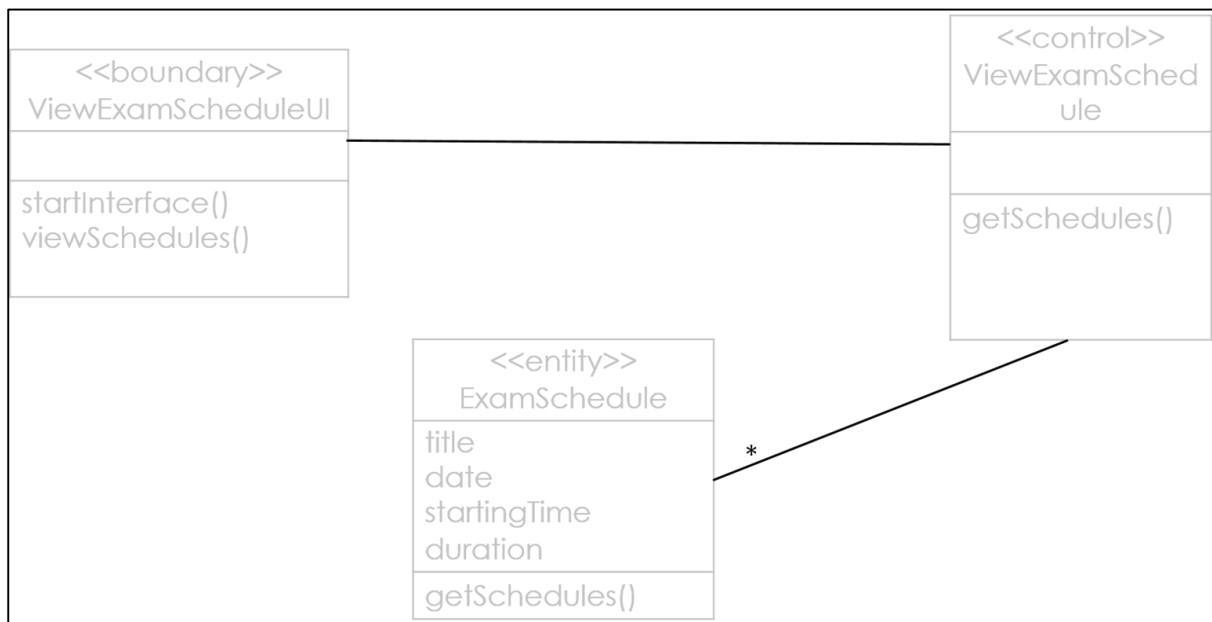 <<boundary>>
ViewExamScheduleUI
startInterface()
viewSchedules()
<<control>>
ViewExamSched
ule
getSchedules()
<<entity>>
ExamSchedule
title
date
startingTime
duration
getSchedules()
*